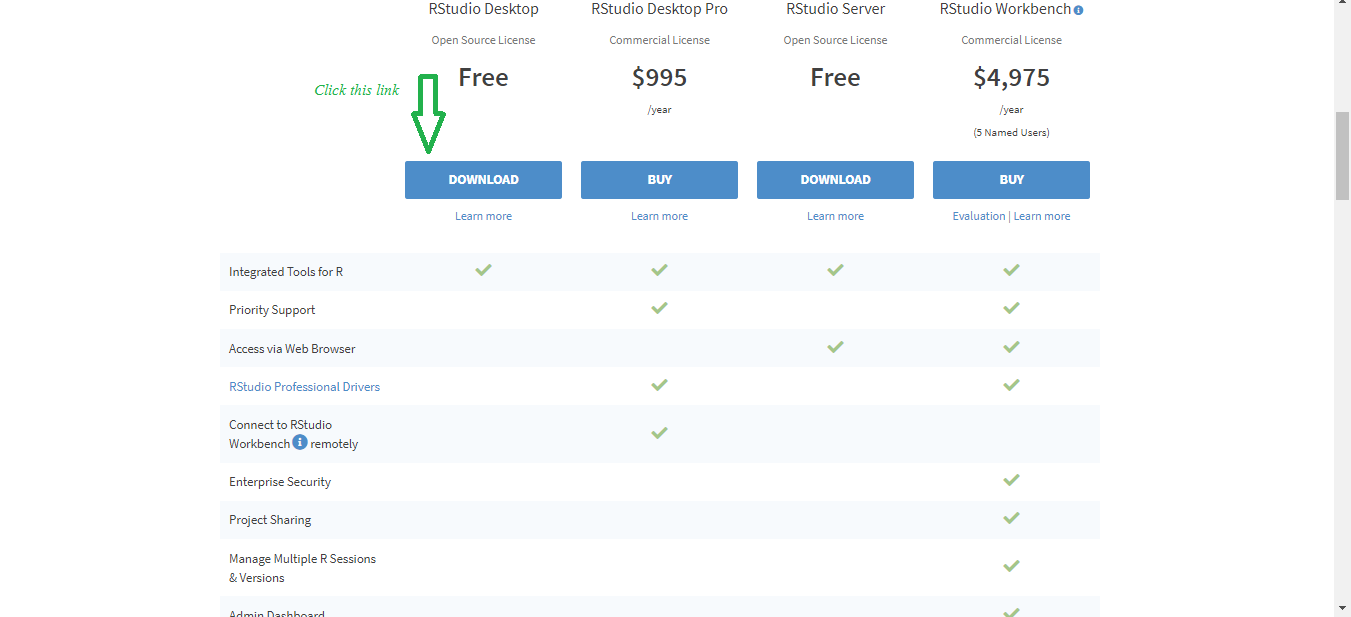 RStudio Desktop
RStudio Desktop Pro
RStudio Server
RStudio Workbench
Open Source License
Commercial License
Open Source License
Commercial License
Click this link
Free
$995
Free
$4,975
/year
/year
(5 Named Users)
DOWNLOAD
BUY
DOWNLOAD
BUY
Learn more
Learn more
Learn more
Evaluation | Learn more
Integrated Tools for R
Priority Support
Access via Web Browser
RStudio Professional Drivers
Connect to RStudio
Workbench remotely
Enterprise Security
Project Sharing
Manage Multiple R Sessions
& Versions
Admin Dashboard